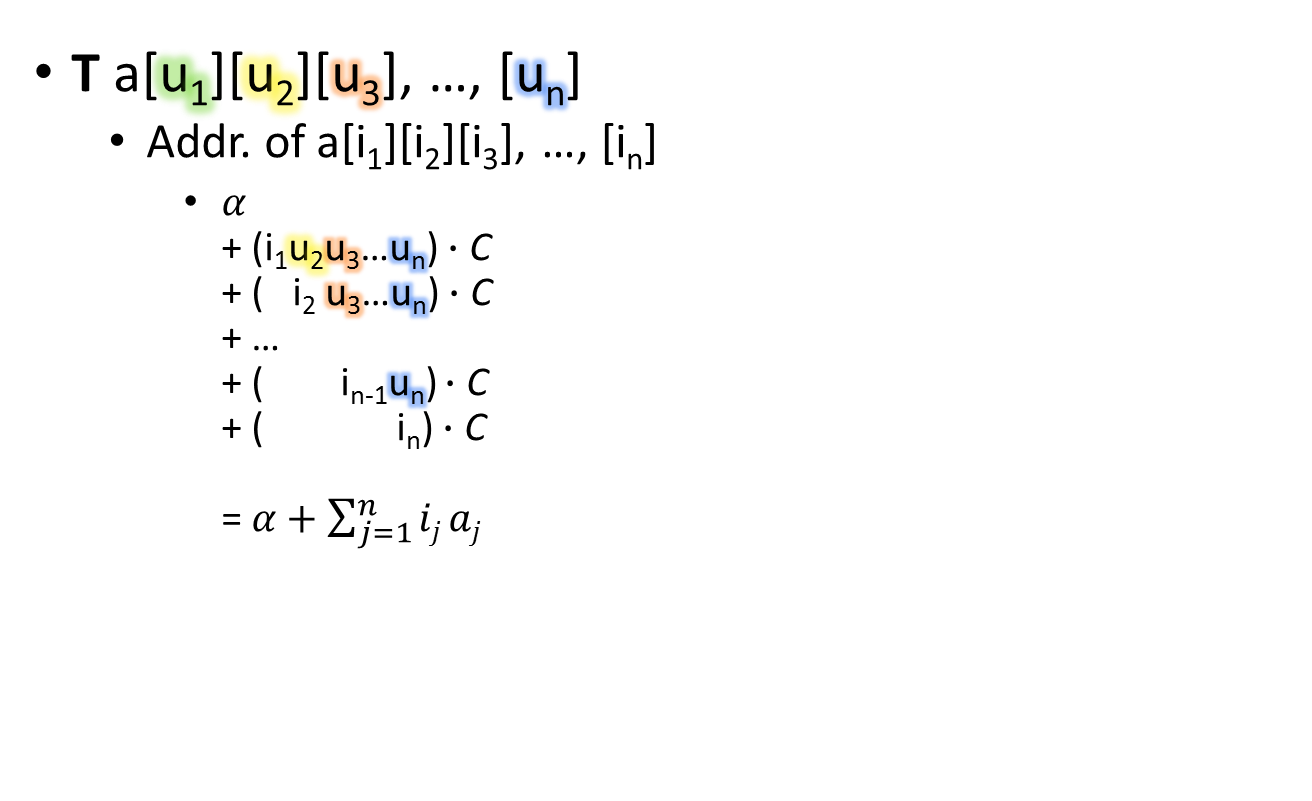 • T a[u₁][u₂][u₃], …, [uₙ]
• Addr. of a[i₁][i₂][i₃], …, [iₙ]
• α
+ (i₁u₂u₃…uₙ) · C
+ ( i₂ u₃…uₙ) · C
+ …
+ ( iₙ₋₁uₙ) · C
+ ( iₙ) · C
= α + ∑ⁿⱼ₌₁ iⱼ aⱼ